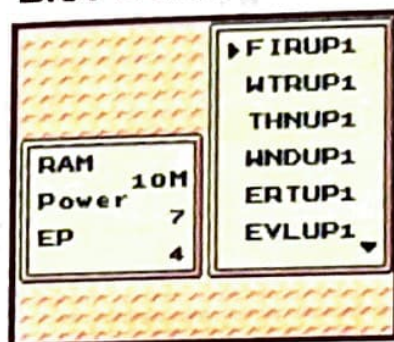 ▶FIRUP1
WTRUP1
THNUP1
WNDUP1
ERTUP1
EVLUP1
RAM
10M
Power
7
EP
4